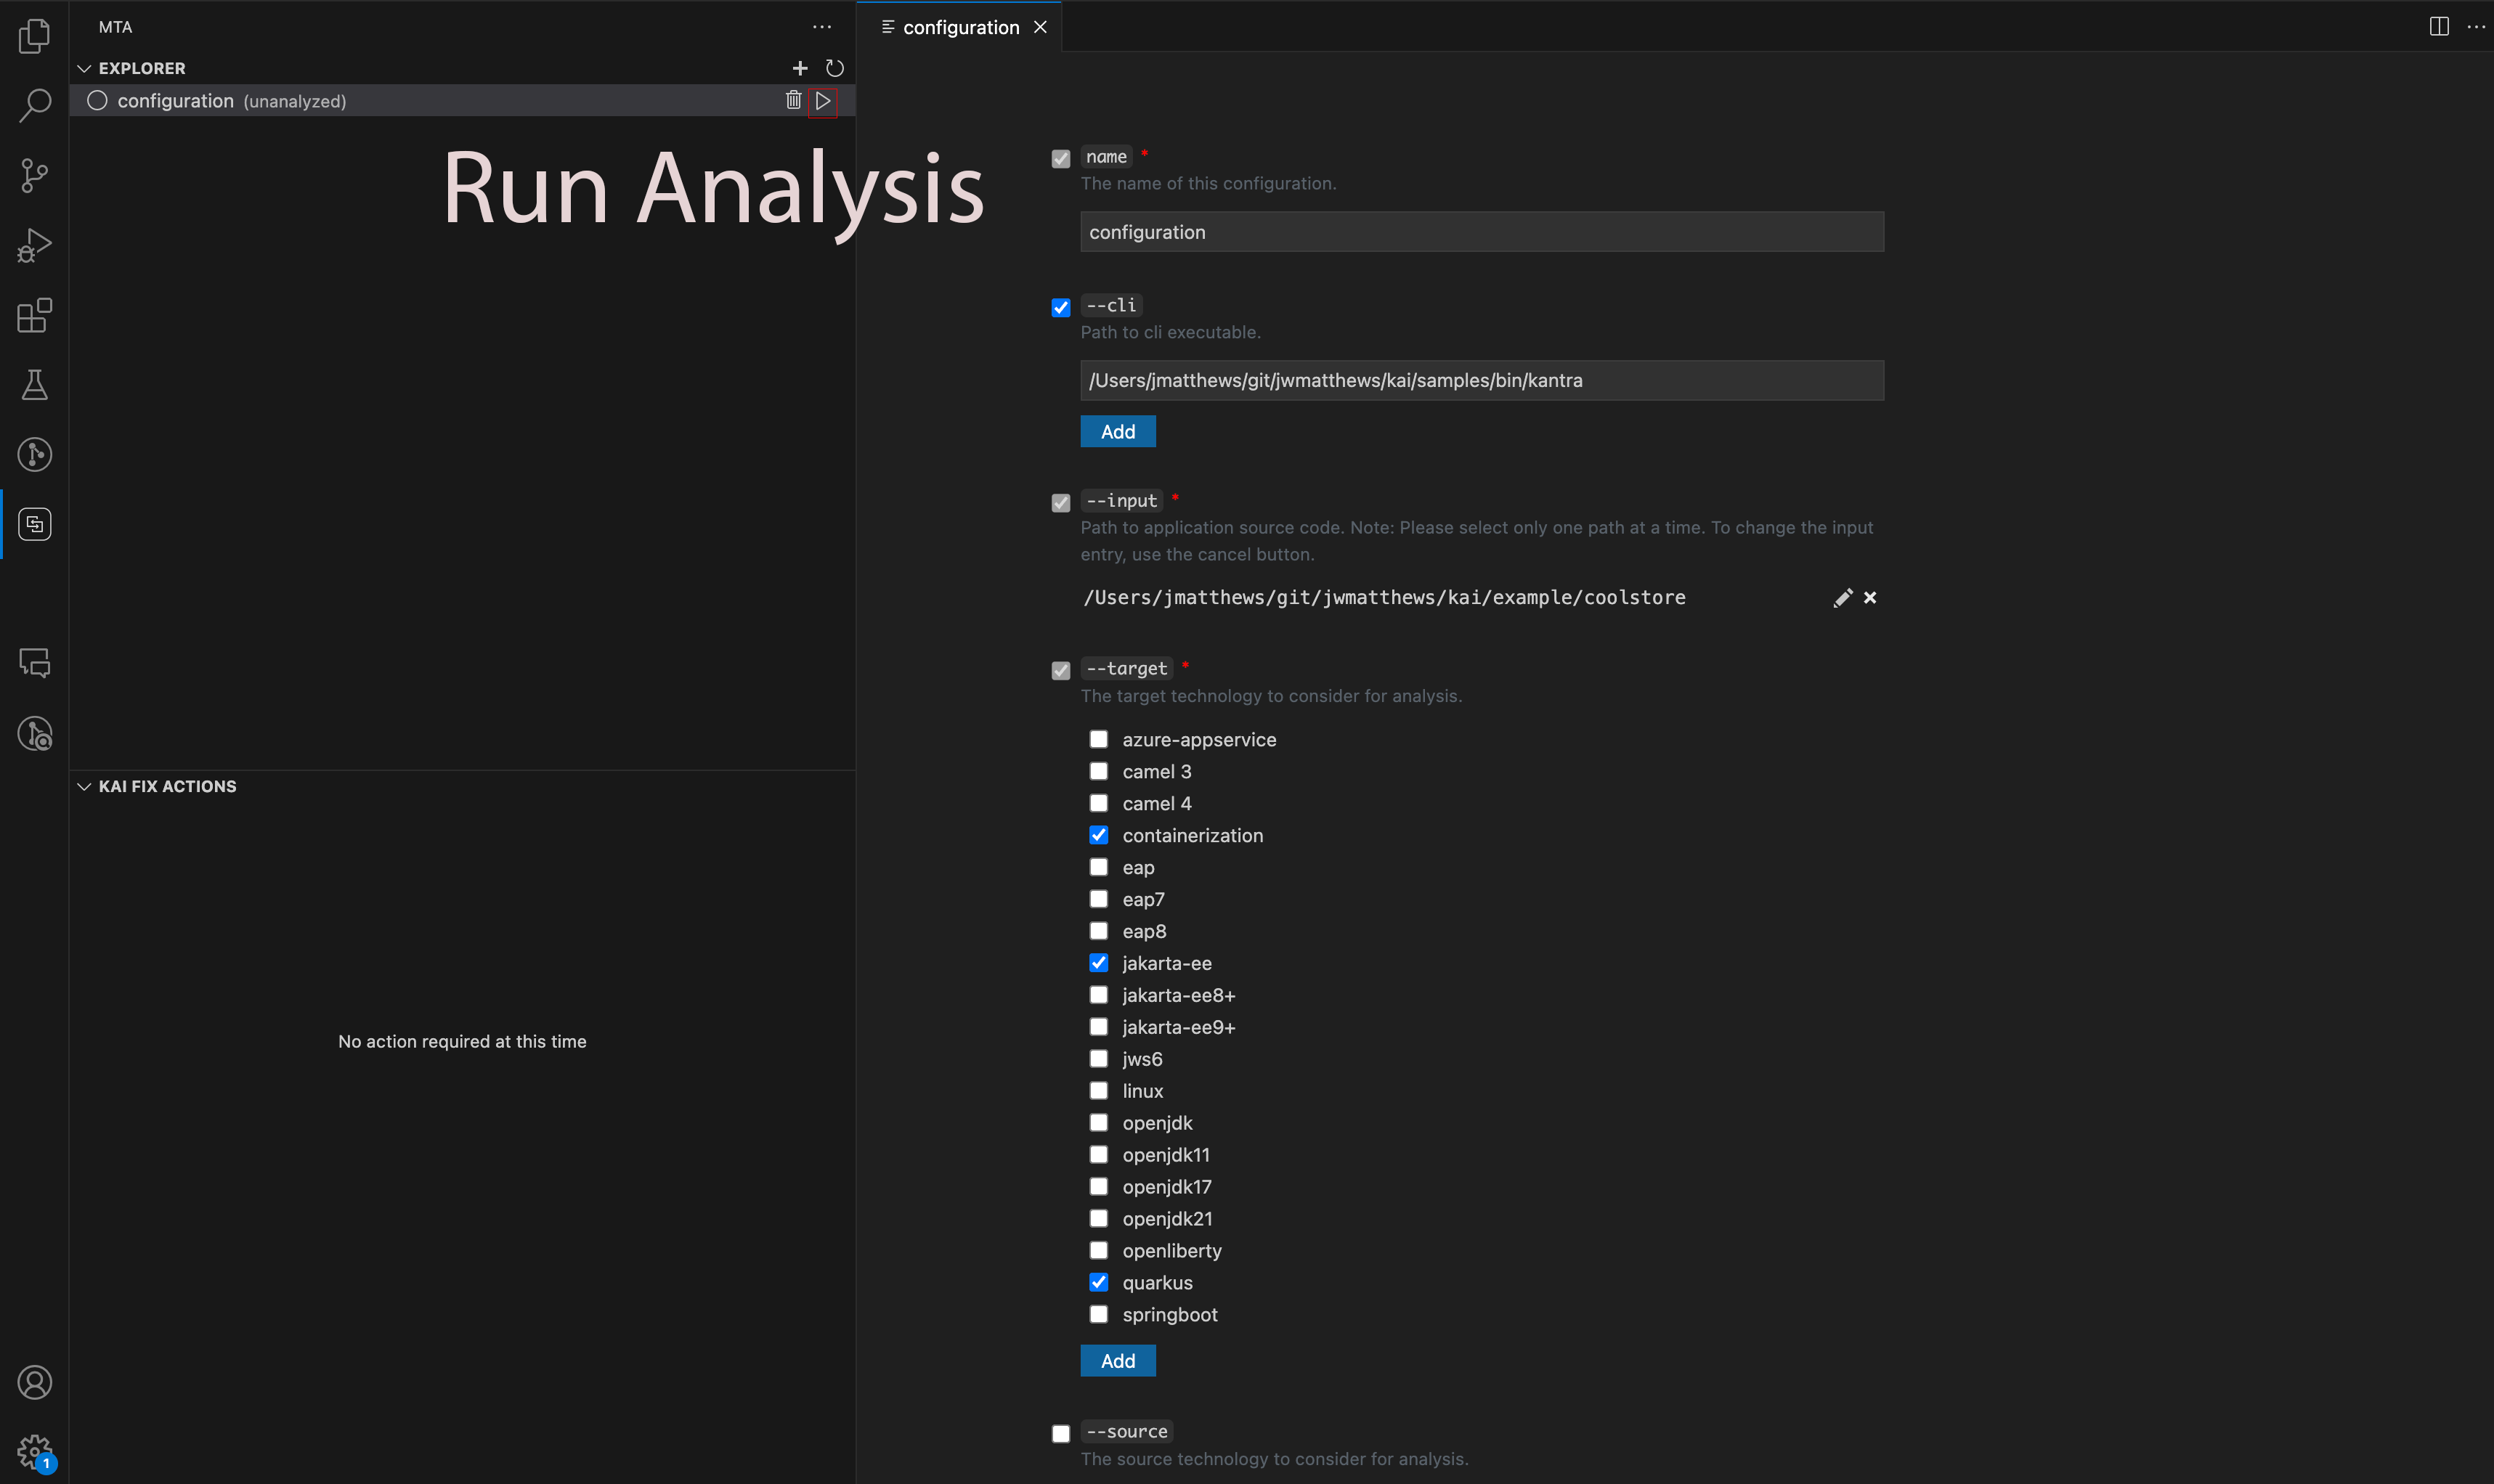 MTA
EXPLORER
configuration (unanalyzed)
Run Analysis
KAI FIX ACTIONS
No action required at this time
1
configuration
name *
The name of this configuration.
configuration
--cli
Path to cli executable.
/Users/jmatthews/git/jwmatthews/kai/samples/bin/kantra
Add
--input *
Path to application source code. Note: Please select only one path at a time. To change the input
entry, use the cancel button.
/Users/jmatthews/git/jwmatthews/kai/example/coolstore
--target *
The target technology to consider for analysis.
azure-appservice
camel 3
camel 4
containerization
eap
eap7
eap8
jakarta-ee
jakarta-ee8+
jakarta-ee9+
jws6
linux
openjdk
openjdk11
openjdk17
openjdk21
openliberty
quarkus
springboot
Add
--source
The source technology to consider for analysis.